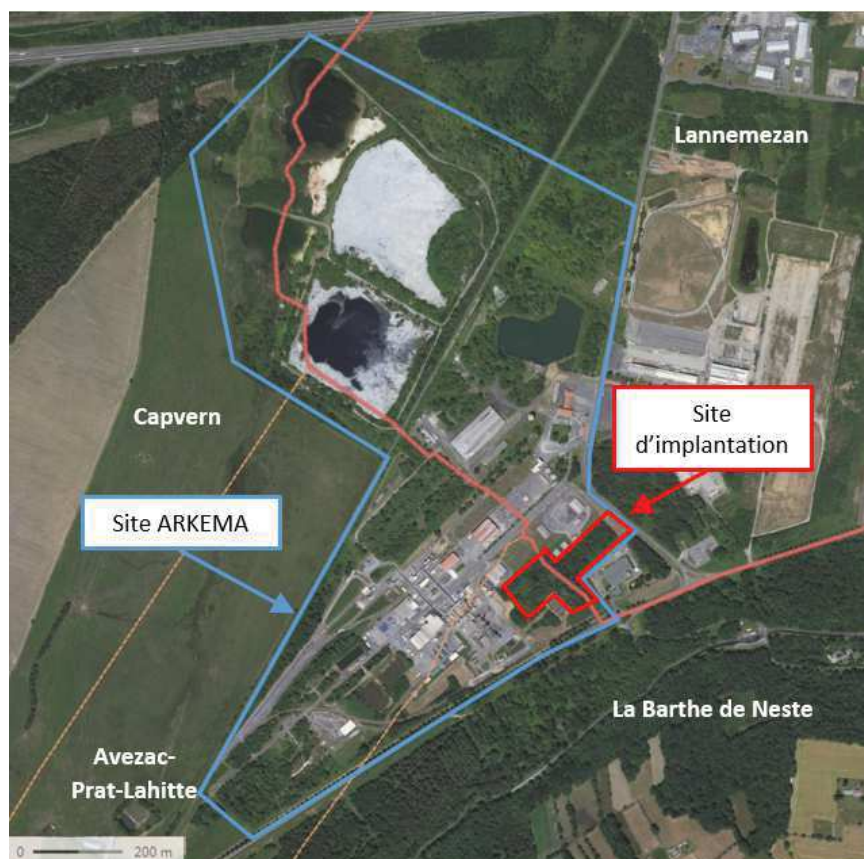 Lannemezan
Site
d'implantation
Capvern
Site ARKEMA
La Barthe de Neste
Avezac-
Prat-Lahitte
0 200 m